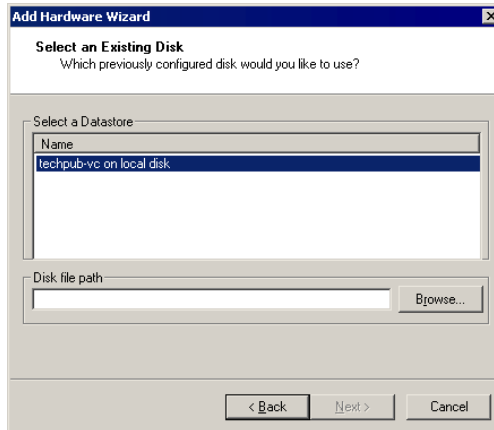 Add Hardware Wizard
Select an Existing Disk
Which previously configured disk would you like to use?
Select a Datastore
Name
techpub-vc on local disk
Disk file path
Browse...
< Back
Next >
Cancel